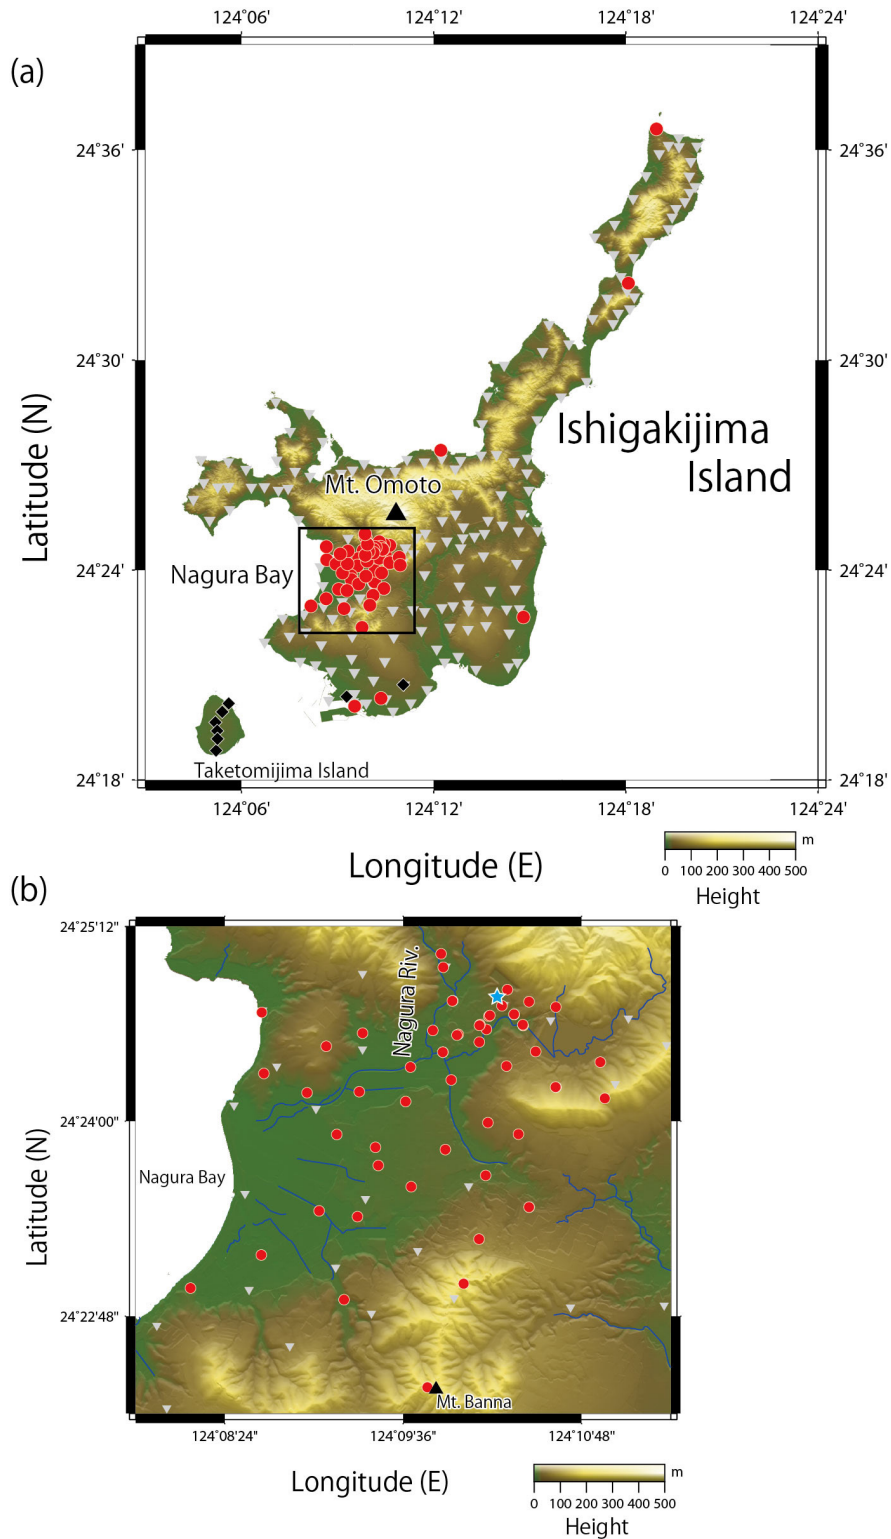 (a)
124°06' 124°12' 124°18' 124°24'
24°36' 24°36'
24°30' 24°30'
Ishigakijima
Island
Mt. Omoto
Latitude (N)
Nagura Bay
24°24' 24°24'
Taketomijima Island
24°18' 24°18'
124°06' 124°12' 124°18' 124°24'
m
0 100 200 300 400 500
Height
Longitude (E)
(b)
24°25'12"
Nagura Riv.
24°24'00"
Latitude (N)
Nagura Bay
24°22'48"
Mt. Banna
124°08'24" 124°09'36" 124°10'48"
Longitude (E)
m
0 100 200 300 400 500
Height